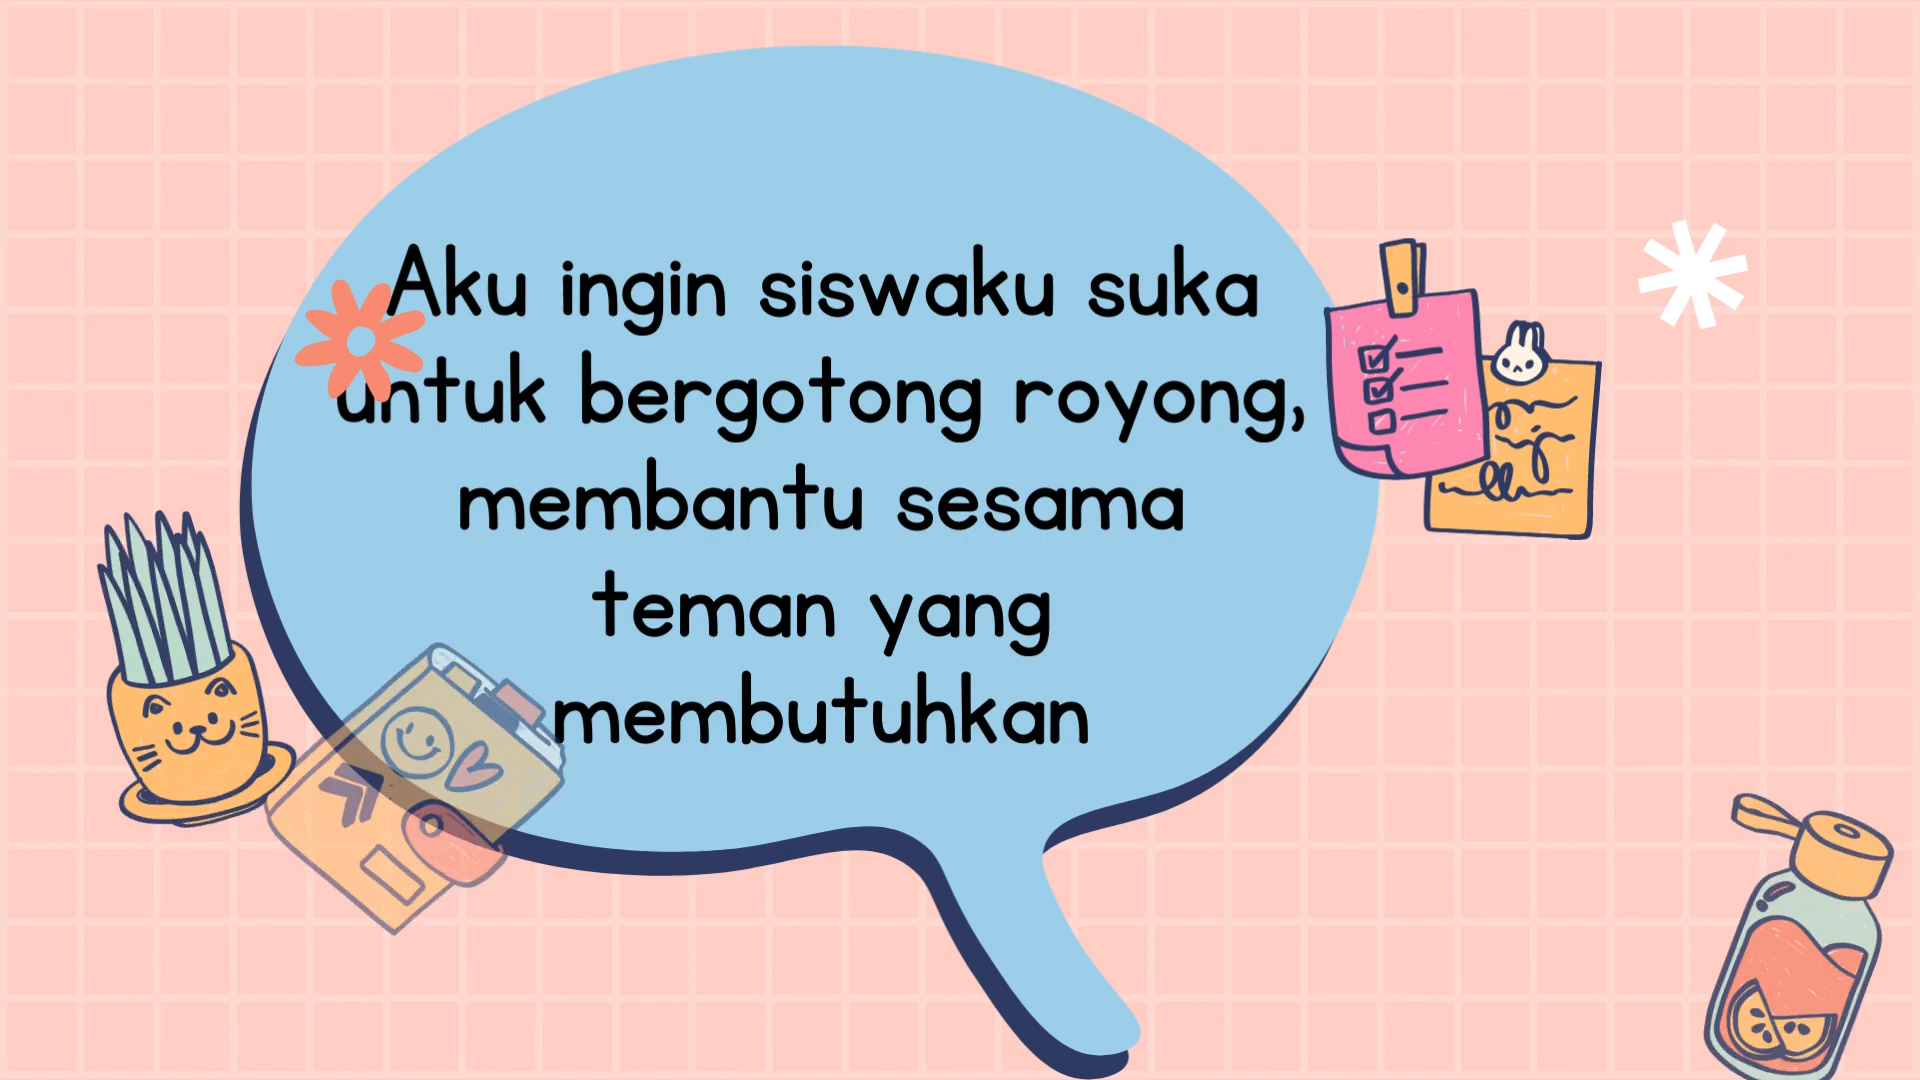 Aku ingin siswaku suka
untuk bergotong royong,
membantu sesama
teman yang
membutuhkan